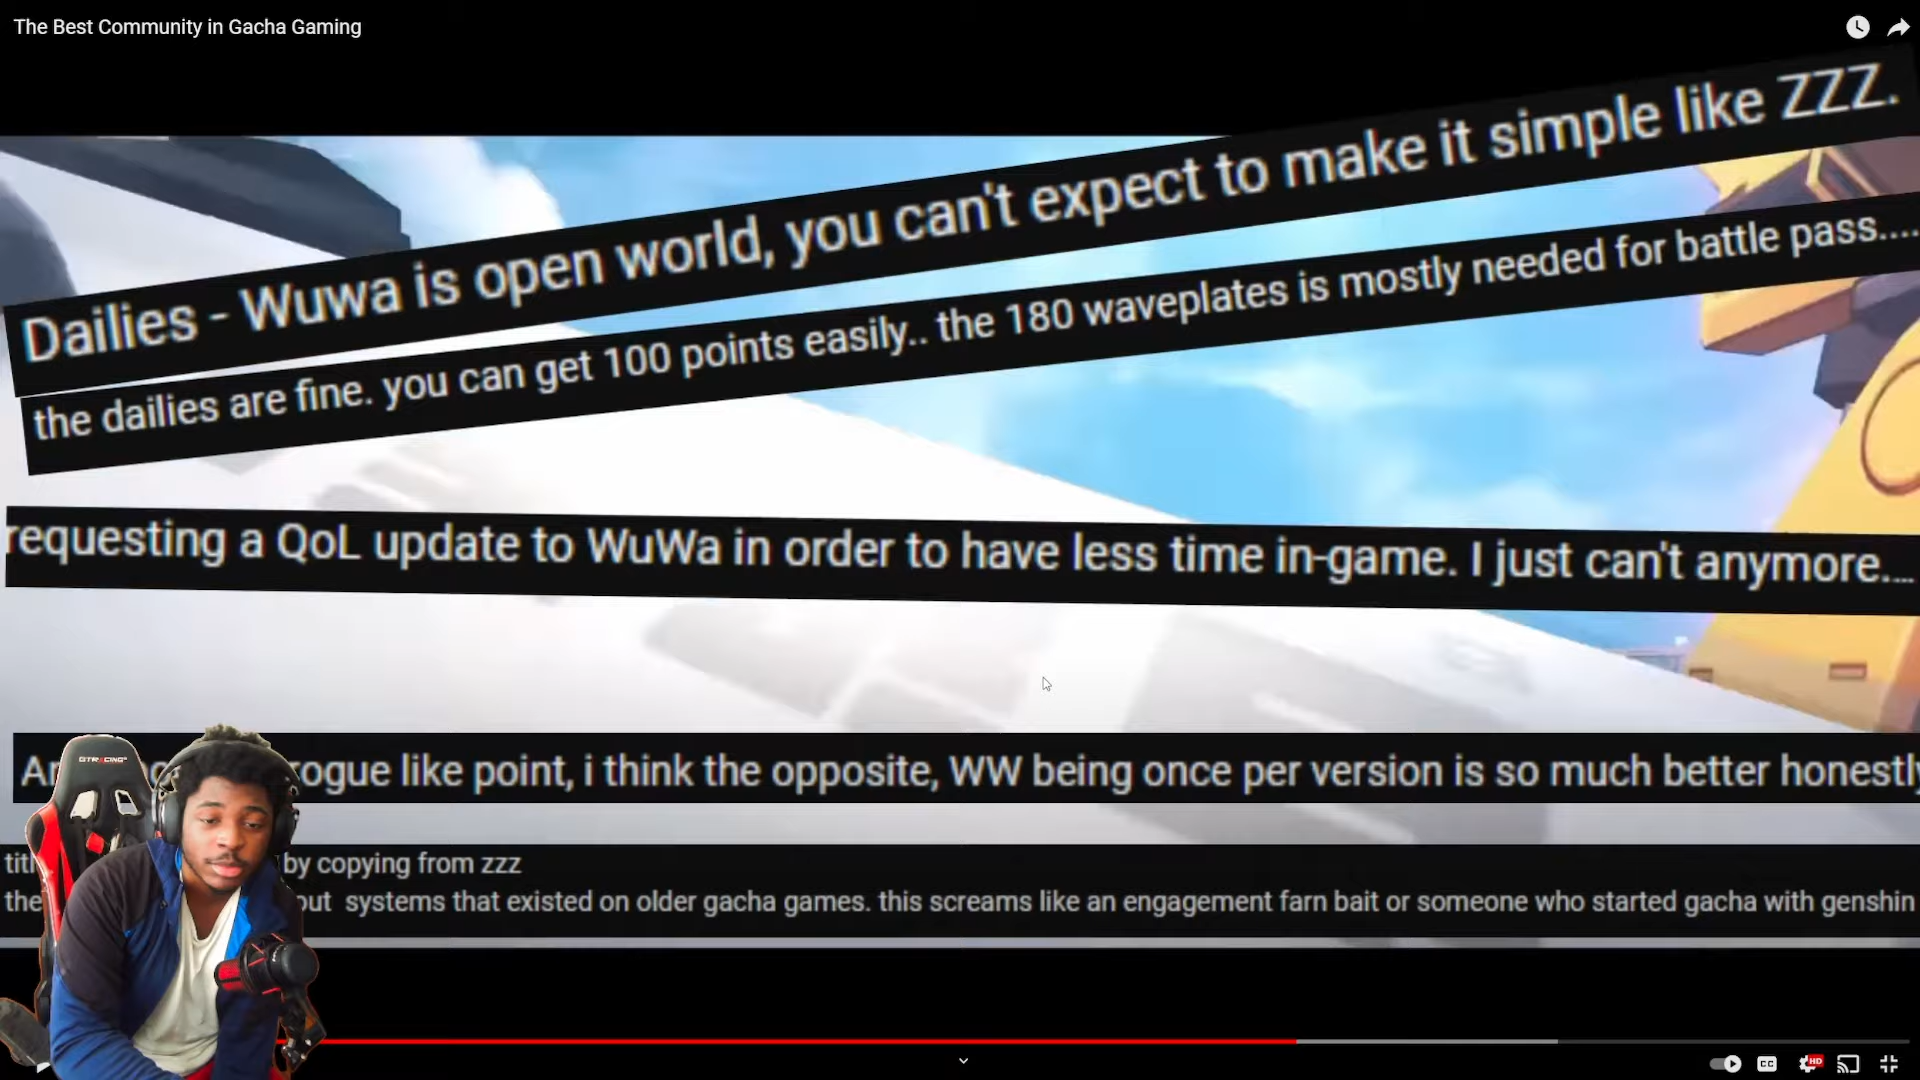 The Best Community in Gacha Gaming
Dailies - Wuwa is open world, you can't expect to make it simple like ZZZ.
the dailies are fine. you can get 100 points easily.. the 180 waveplates is mostly needed for battle pass....
requesting a QoL update to WuWa in order to have less time in-game. I just can't anymore....
rogue like point, i think the opposite, WW being once per version is so much better honestly
GTRACING
by copying from zzz
systems that existed on older gacha games. this screams like an engagement farn bait or someone who started gacha with genshin
CC
HD